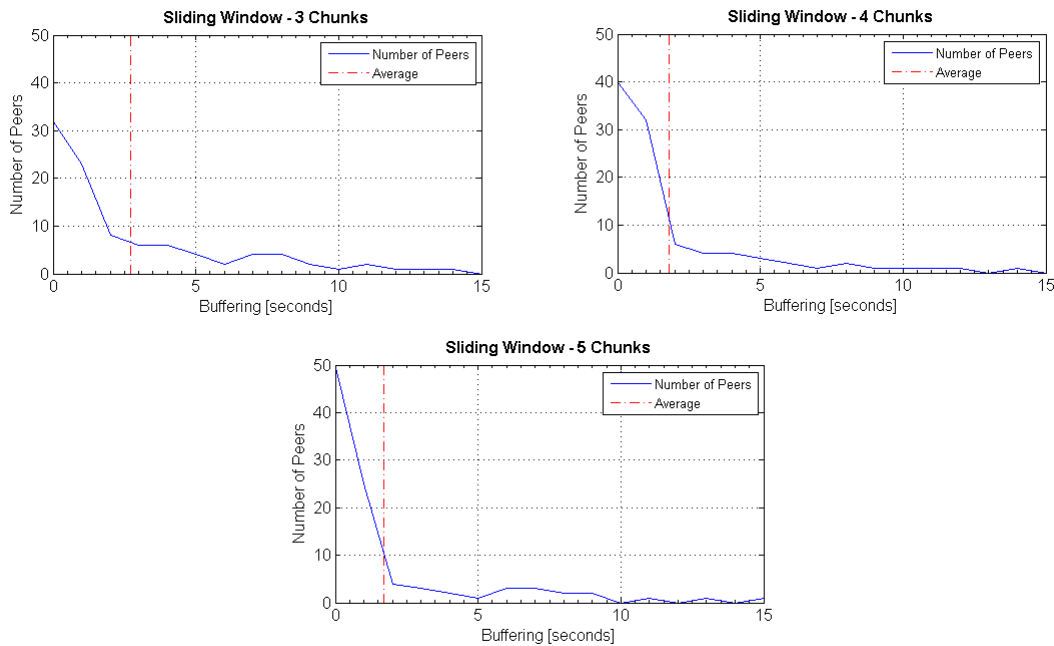 Sliding Window - 3 Chunks
Number of Peers
50
40
30
20
10
0
0 5 10 15
Buffering [seconds]
Number of Peers
Average
Sliding Window - 4 Chunks
Number of Peers
50
40
30
20
10
0
0 5 10 15
Buffering [seconds]
Number of Peers
Average
Sliding Window - 5 Chunks
Number of Peers
50
40
30
20
10
0
0 5 10 15
Buffering [seconds]
Number of Peers
Average